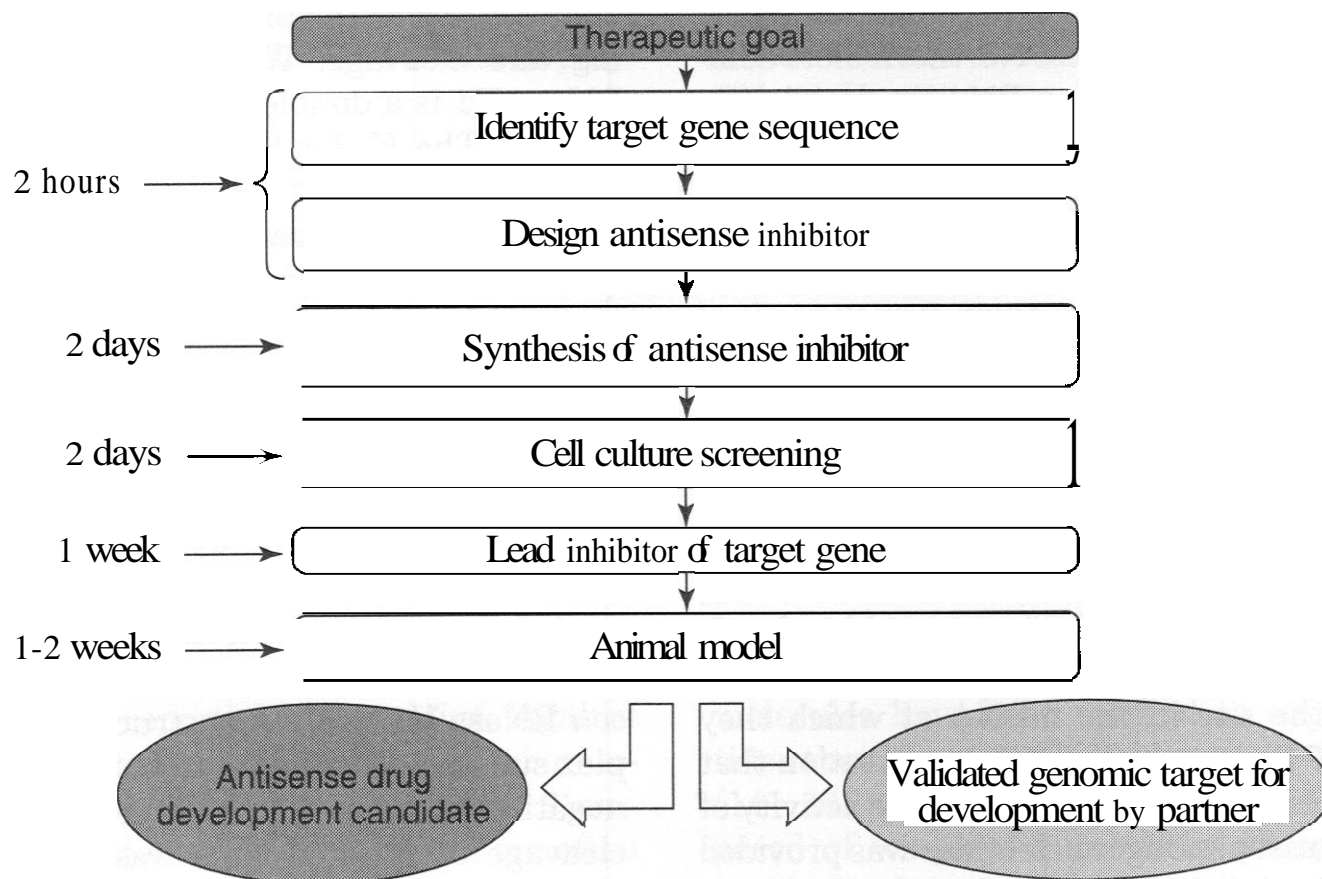 Therapeutic goal
Identify target gene sequence
2 hours
Design antisense inhibitor
2 days
Synthesis of antisense inhibitor
2 days
Cell culture screening
1 week
Lead inhibitor of target gene
1-2 weeks
Animal model
Antisense drug
development candidate
Validated genomic target for
development by partner